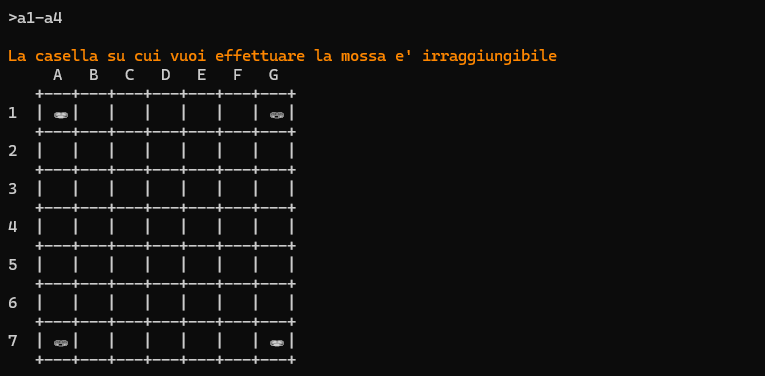 >a1-a4
La casella su cui vuoi effettuare la mossa e' irraggiungibile
    A   B   C   D   E   F   G
  +---+---+---+---+---+---+---+
1 | ⛂ |   |   |   |   |   | ⛀ |
  +---+---+---+---+---+---+---+
2 |   |   |   |   |   |   |   |
  +---+---+---+---+---+---+---+
3 |   |   |   |   |   |   |   |
  +---+---+---+---+---+---+---+
4 |   |   |   |   |   |   |   |
  +---+---+---+---+---+---+---+
5 |   |   |   |   |   |   |   |
  +---+---+---+---+---+---+---+
6 |   |   |   |   |   |   |   |
  +---+---+---+---+---+---+---+
7 | ⛀ |   |   |   |   |   | ⛂ |
  +---+---+---+---+---+---+---+